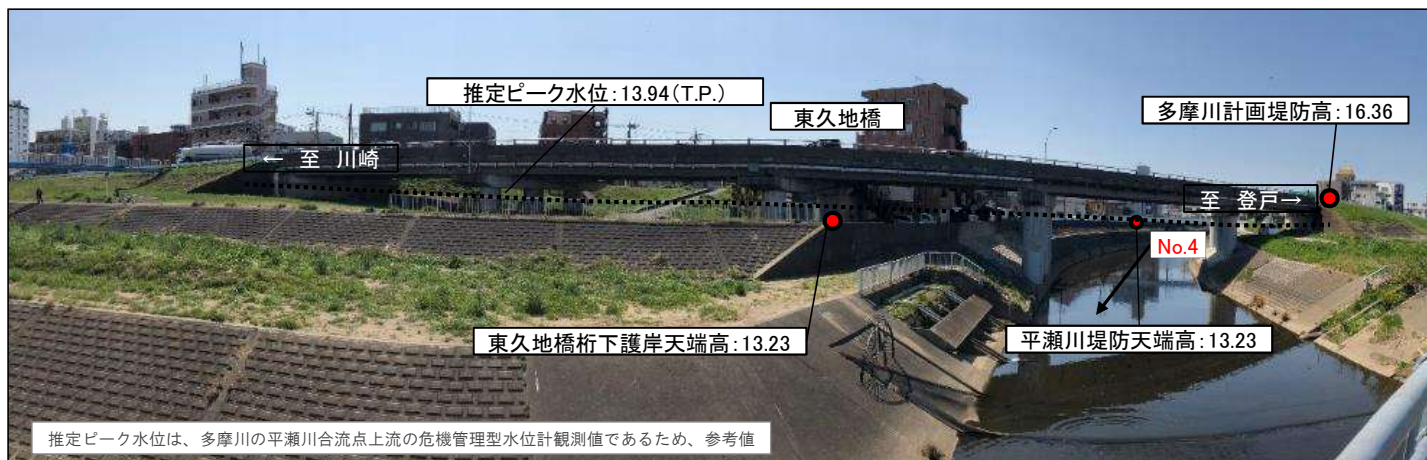 推定ピーク水位:13.94(T.P.)
東久地橋
多摩川計画堤防高:16.36
← 至 川崎
至 登戸→
No.4
東久地橋桁下護岸天端高:13.23
平瀬川堤防天端高:13.23
推定ピーク水位は、多摩川の平瀬川合流点上流の危機管理型水位計観測値であるため、参考値